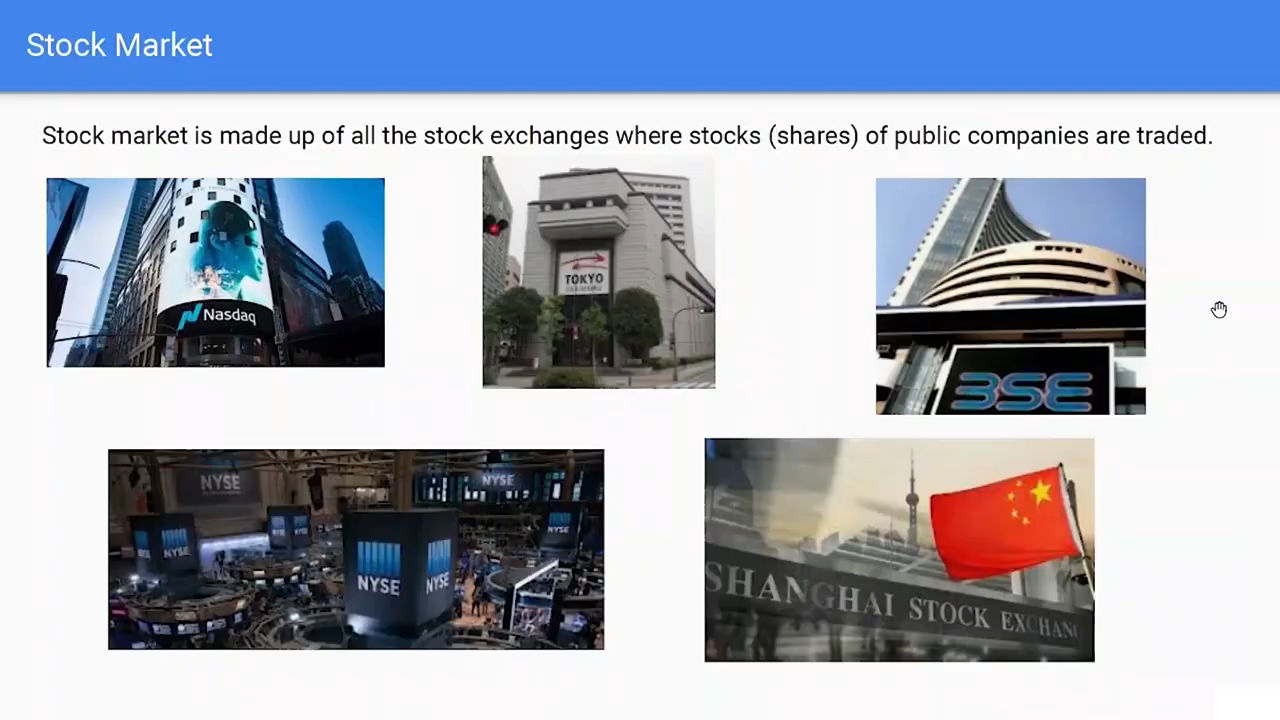 Stock Market
Stock market is made up of all the stock exchanges where stocks (shares) of public companies are traded.
Nasdaq
TOKYO
BSE
NYSE
NYSE
NYSE
NYSE
NYSE
SHANGHAI STOCK EXCHANG